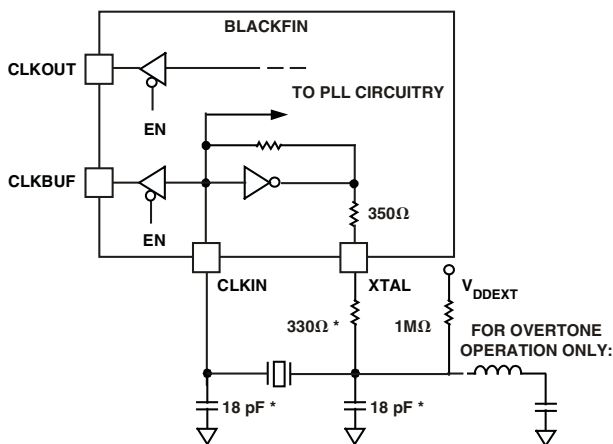 BLACKFIN
CLKOUT
TO PLL CIRCUITRY
EN
CLKBUF
EN
350Ω
CLKIN
XTAL
VDDEXT
330Ω *
1MΩ
FOR OVERTONE
OPERATION ONLY:
18 pF *
18 pF *